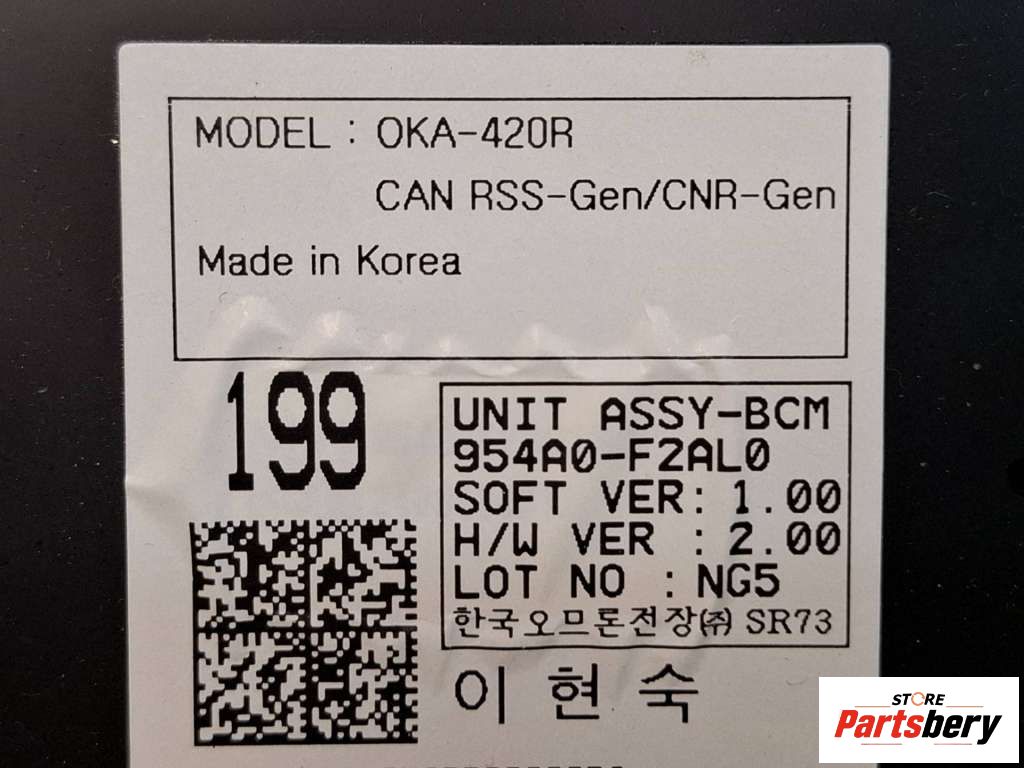 MODEL : OKA-420R
CAN RSS-Gen/CNR-Gen
Made in Korea
199
UNIT ASSY-BCM
954A0-F2AL0
SOFT VER: 1.00
H/W VER : 2.00
LOT NO : NG5
한국오므론전장㈜ SR73
이현숙
STORE
Partsbery